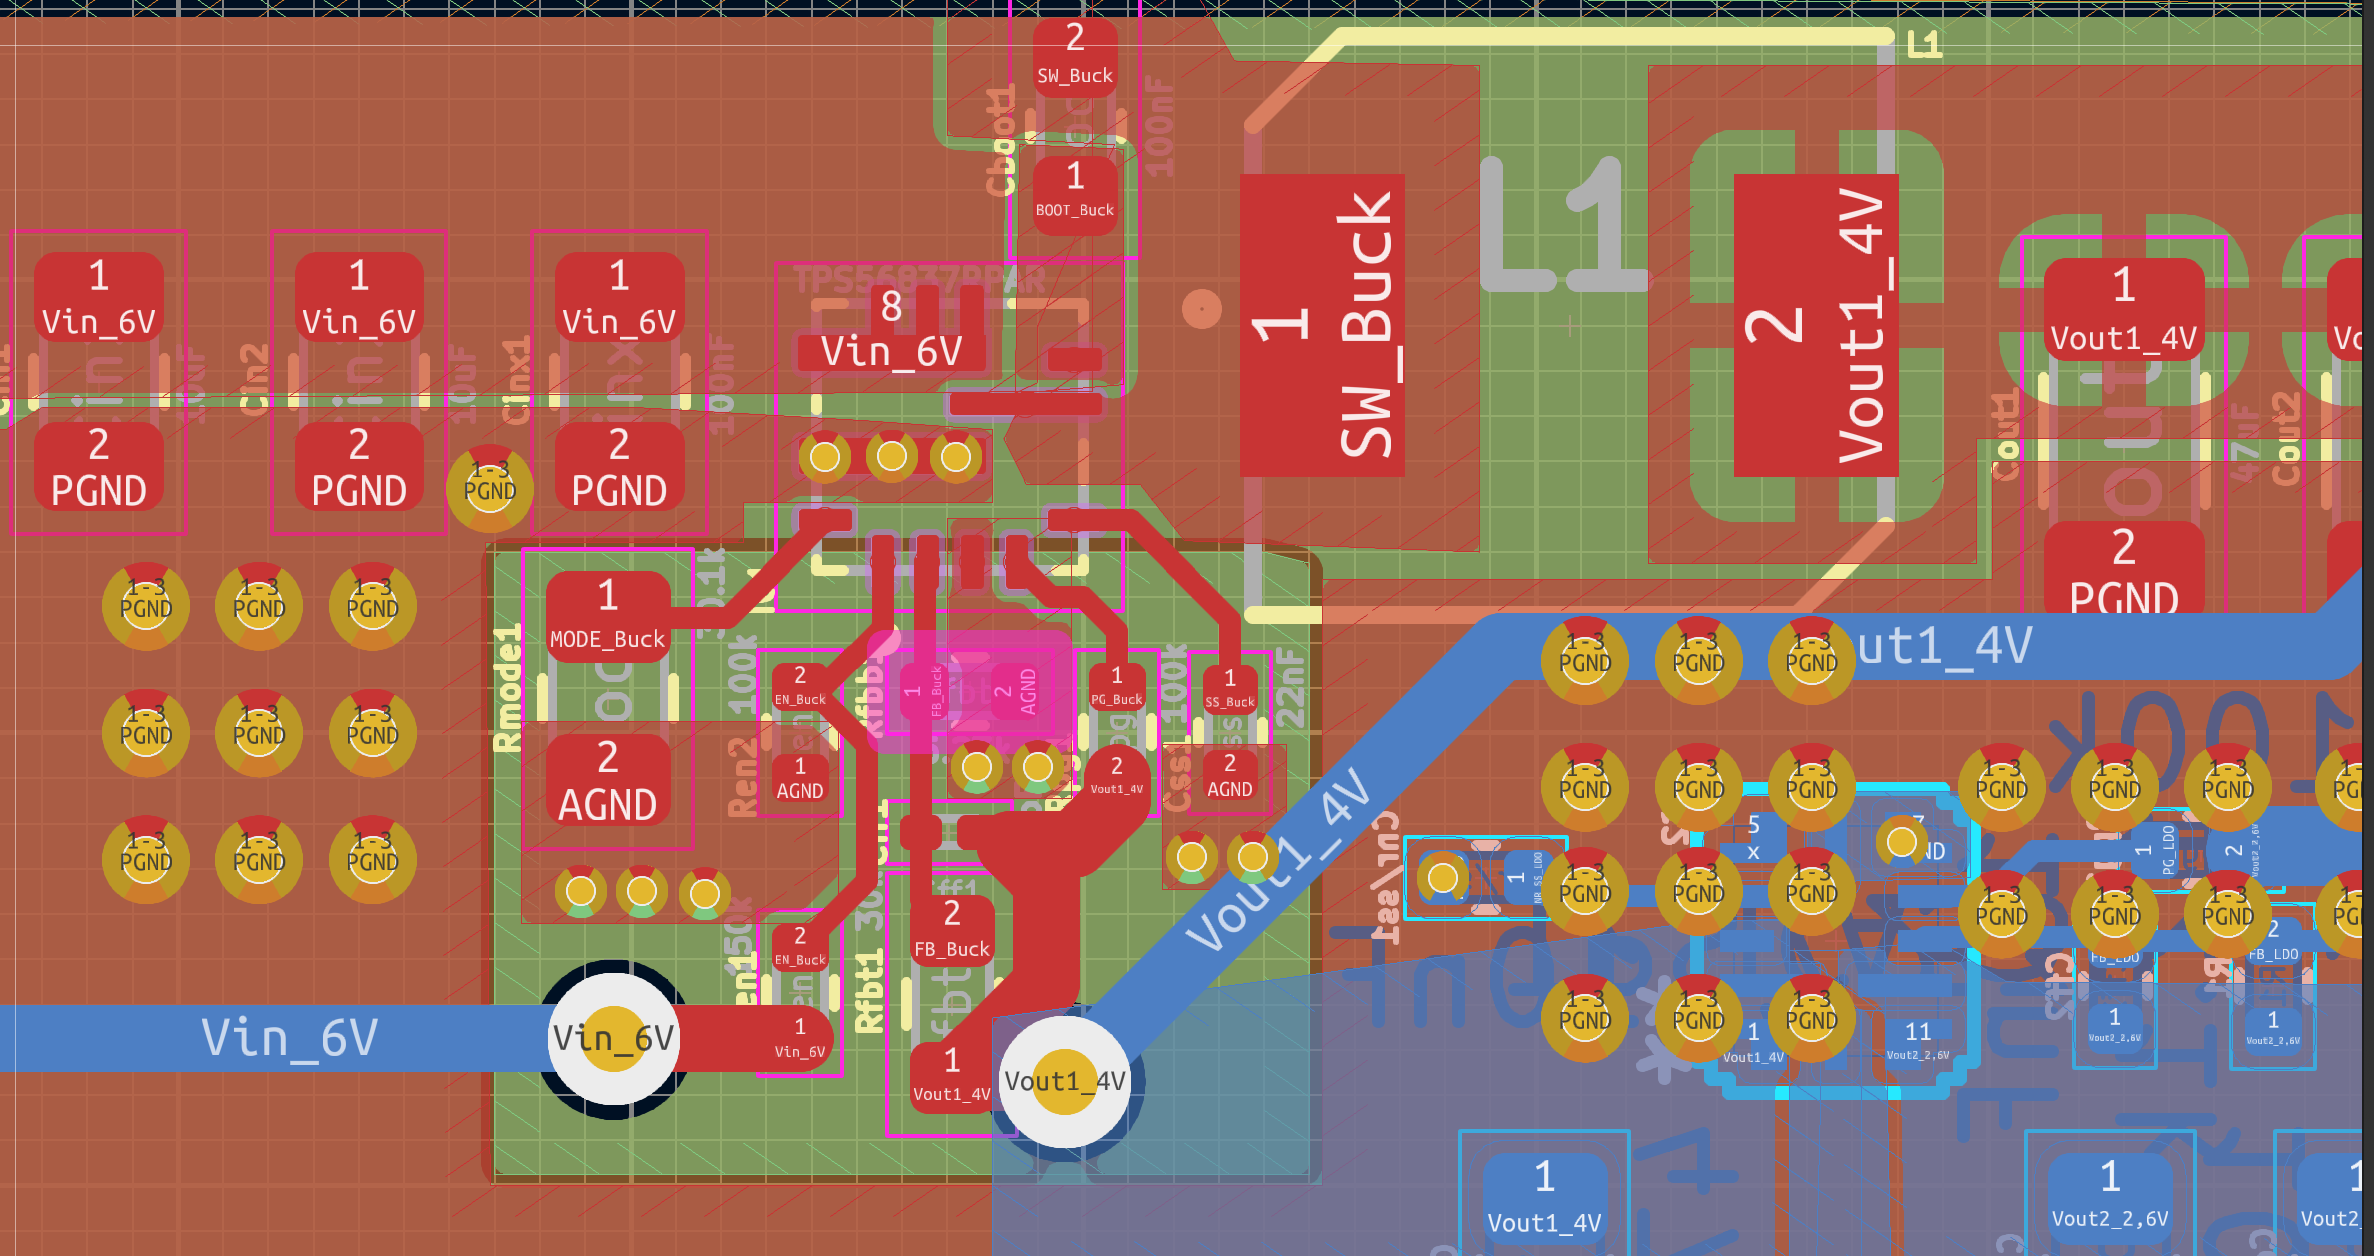 2
SW_Buck
Cboot1
100nF
1
BOOT_Buck
L1
L1
1
SW_Buck
2
Vout1_4V
1
Vin_6V
2
PGND
10uF
Cin2
1
Vin_6V
2
PGND
10uF
Cinx1
1
Vin_6V
2
PGND
100nF
1-3
PGND
TPS56837RPAR
8
Vin_6V
Cout1
1
Vout1_4V
2
PGND
47uF
Cout2
1-3
PGND
1-3
PGND
1-3
PGND
1-3
PGND
1-3
PGND
1-3
PGND
1-3
PGND
1-3
PGND
1-3
PGND
Rmode1
1
MODE_Buck
2
AGND
Ren2
100k
2
EN_Buck
1
AGND
1
FB_Buck
2
AGND
1
PG_Buck
2
Vout1_4V
100k
Css1
1
SS_Buck
2
AGND
22nF
150k
2
EN_Buck
1
Vin_6V
Rfbt1
2
FB_Buck
1
Vout1_4V
Vin_6V
Vin_6V
Vout1_4V
Vout1_4V
ut1_4V
1-3
PGND
1-3
PGND
1-3
PGND
1-3
PGND
1-3
PGND
1-3
PGND
1-3
PGND
1-3
PGND
1-3
PGND
1-3
PGND
1-3
PGND
1-3
PGND
1-3
PGND
1-3
PGND
1-3
PGND
1-3
PGND
1-3
PGND
1-3
PGND
5
x
1
NR_SS_LDO
1
PG_LDO
2
Vout2_2,6V
FB_LDO
1
Vout2_2,6V
2
FB_LDO
1
Vout2_2,6V
1
Vout1_4V
11
Vout2_2,6V
1
Vout1_4V
1
Vout2_2,6V
1
Vout2_